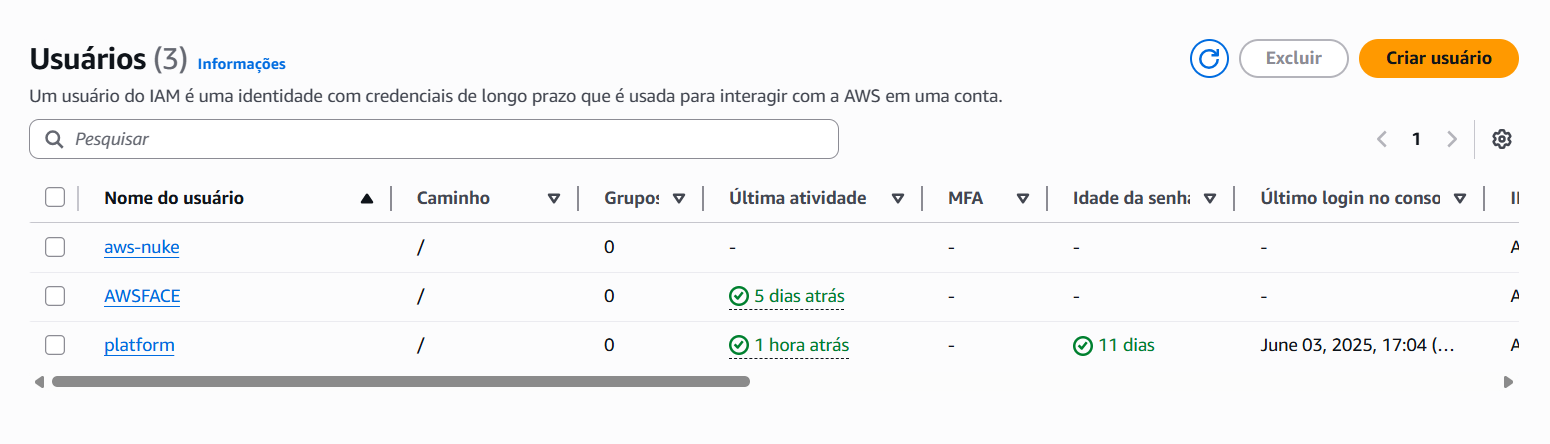 Usuários (3) Informações
Excluir
Criar usuário
Um usuário do IAM é uma identidade com credenciais de longo prazo que é usada para interagir com a AWS em uma conta.
Pesquisar
1
Nome do usuário Caminho Grupos Última atividade MFA Idade da senha Último login no conso
aws-nuke / 0 - - - -
AWSFACE / 0 5 dias atrás - - -
platform / 0 1 hora atrás - 11 dias June 03, 2025, 17:04 (...